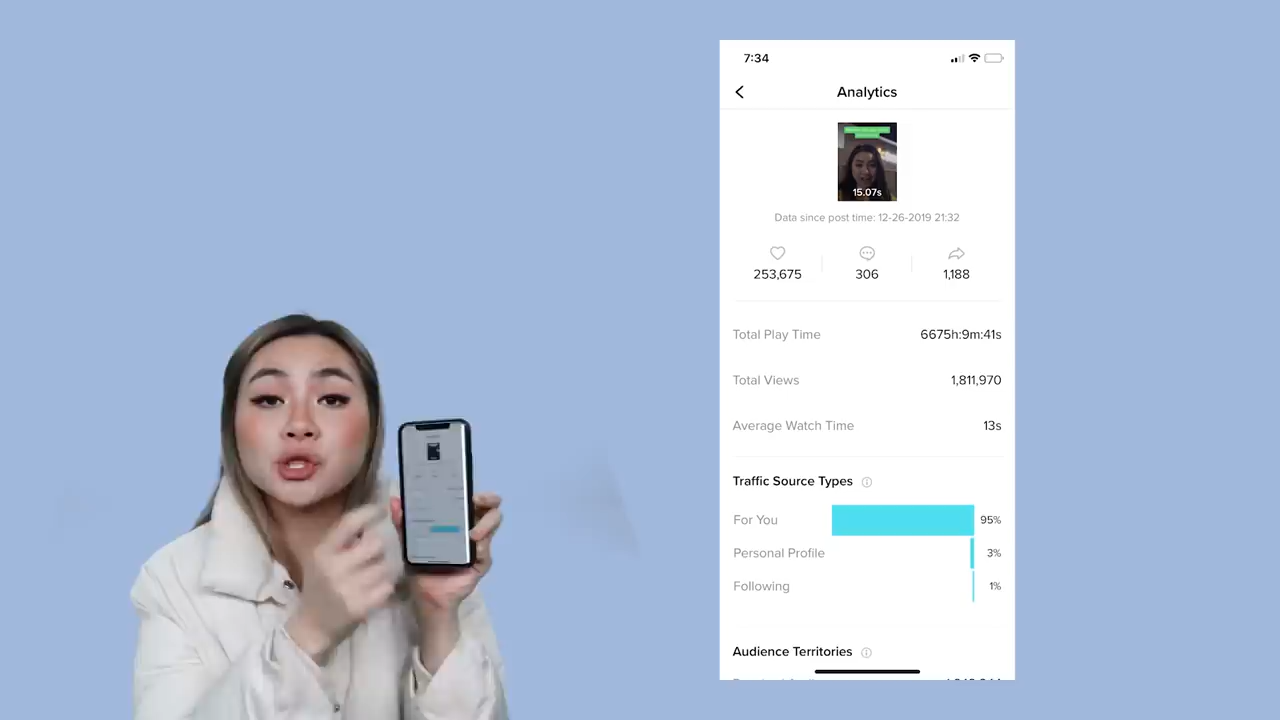 7:34
Analytics
15.07s
Data since post time: 12-26-2019 21:32
253,675 306 1,188
Total Play Time 6675h:9m:41s
Total Views 1,811,970
Average Watch Time 13s
Traffic Source Types
For You 95%
Personal Profile 3%
Following 1%
Audience Territories